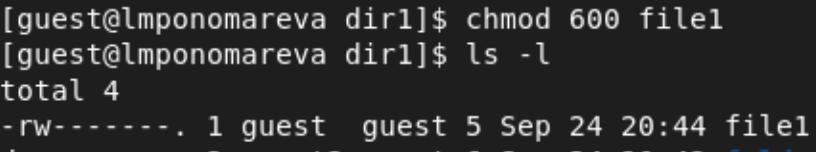 [guest@lmponomareva dir1]$ chmod 600 file1
[guest@lmponomareva dir1]$ ls -l
total 4
-rw-------. 1 guest  guest 5 Sep 24 20:44 file1